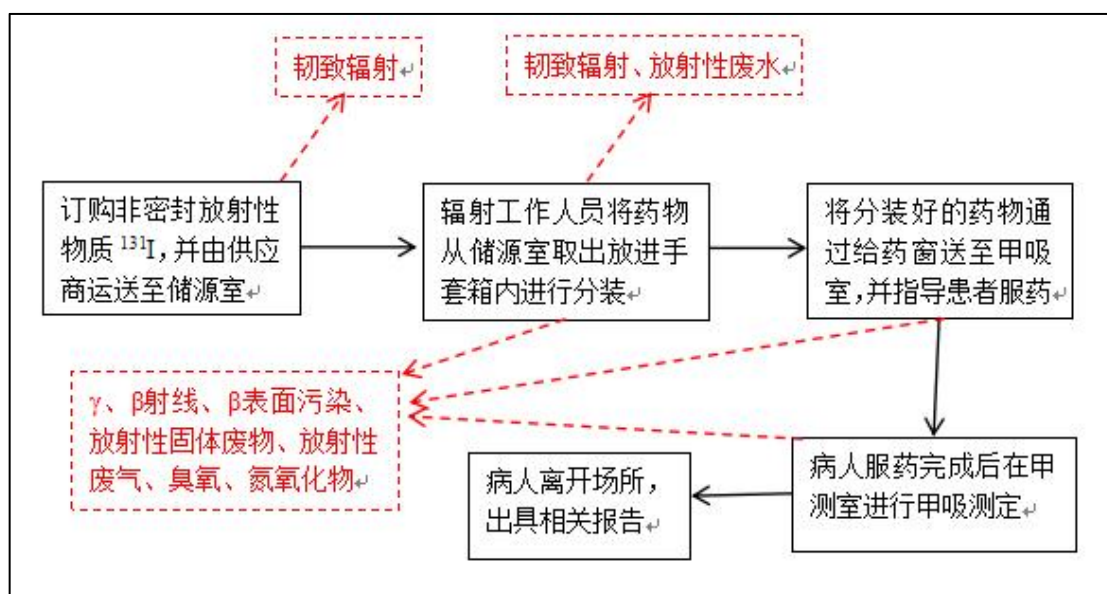 韧致辐射
韧致辐射、放射性废水
订购非密封放射性
物质¹³¹I，并由供应
商运送至储源室
辐射工作人员将药物
从储源室取出放进手
套箱内进行分装
将分装好的药物通
过给药窗送至甲吸
室，并指导患者服药
γ、β射线、β表面污染、
放射性固体废物、放射性
废气、臭氧、氮氧化物
病人离开场所，
出具相关报告
病人服药完成后在甲
测室进行甲吸测定